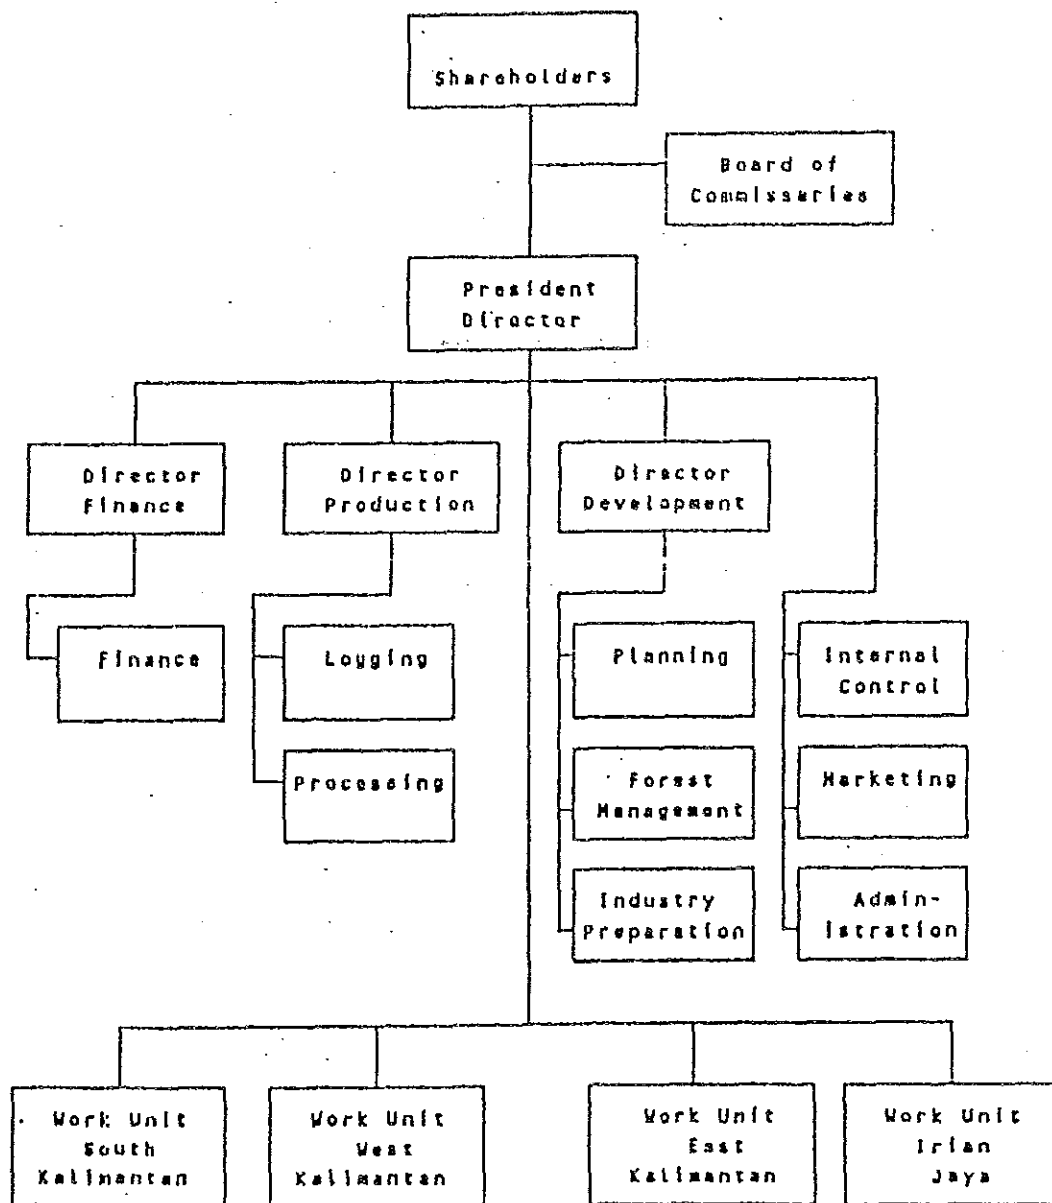 Shareholders
Board of
Commisseries
President
Director
Director
Finance
Director
Production
Director
Development
Finance
Logging
Planning
Internal
Control
Processing
Forest
Management
Marketing
Industry
Preparation
Admin-
istration
Work Unit
South
Kalimantan
Work Unit
West
Kalimantan
Work Unit
East
Kalimantan
Work Unit
Irian
Jaya